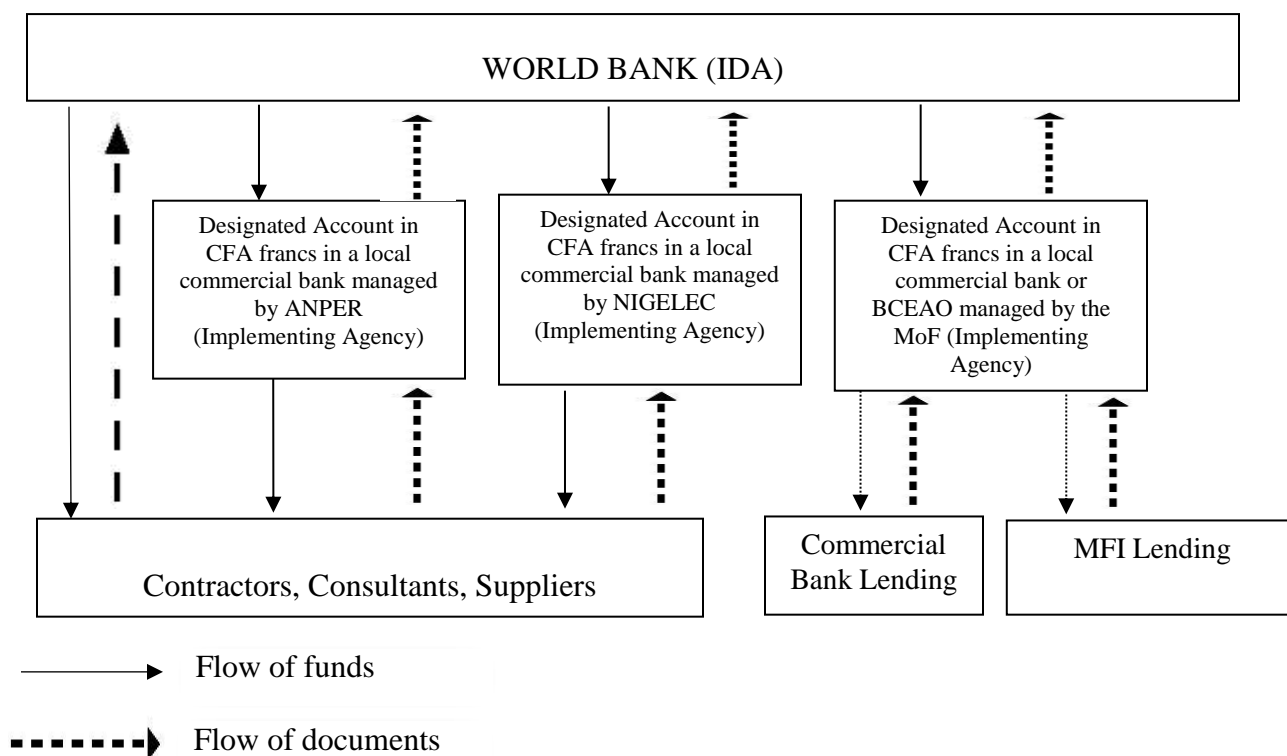 WORLD BANK (IDA)
Designated Account in
CFA francs in a local
commercial bank managed
by ANPER
(Implementing Agency)
Designated Account in
CFA francs in a local
commercial bank managed
by NIGELEC
(Implementing Agency)
Designated Account in
CFA francs in a local
commercial bank or
BCEAO managed by the
MoF (Implementing
Agency)
Contractors, Consultants, Suppliers
Commercial
Bank Lending
MFI Lending
Flow of funds
Flow of documents